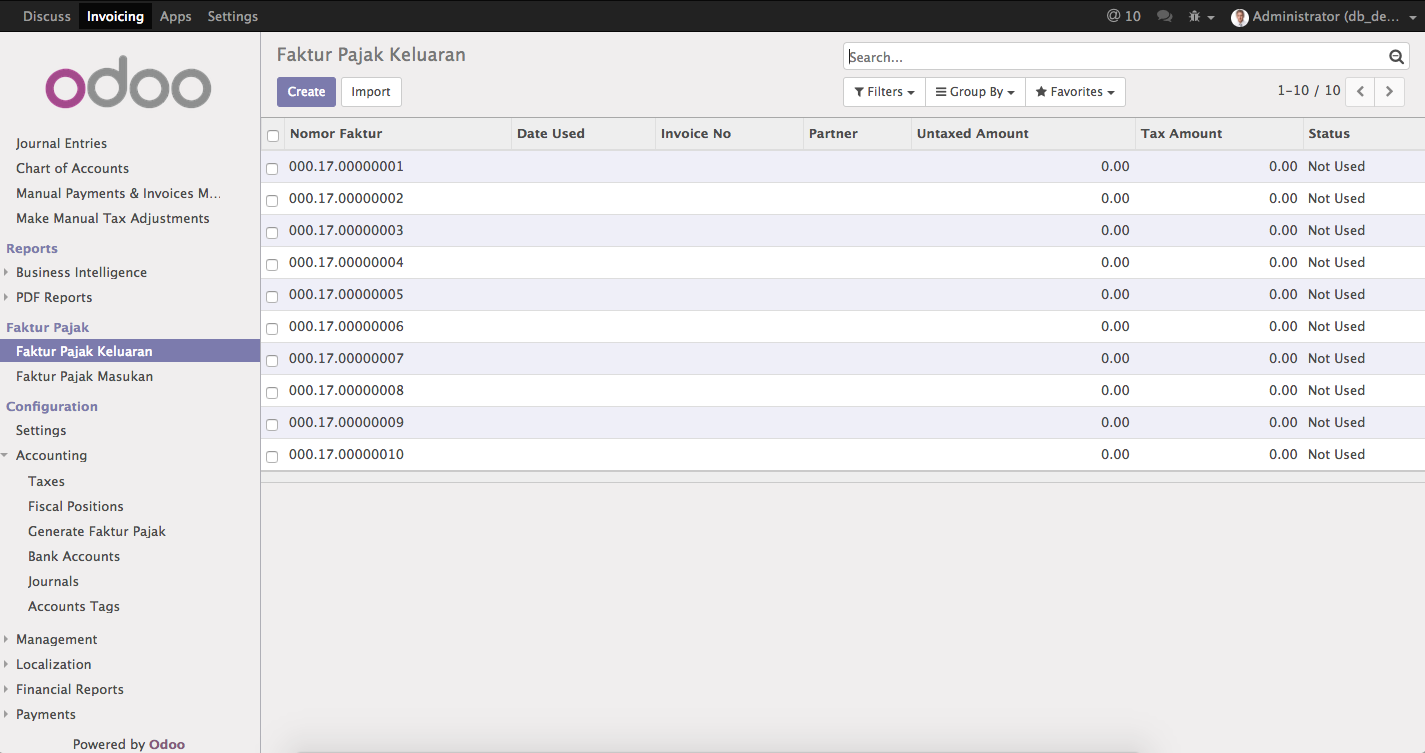 Discuss Invoicing Apps Settings @ 10 Administrator (db_de...
odoo
Journal Entries
Chart of Accounts
Manual Payments & Invoices M...
Make Manual Tax Adjustments
Reports
Business Intelligence
PDF Reports
Faktur Pajak
Faktur Pajak Keluaran
Faktur Pajak Masukan
Configuration
Settings
Accounting
Taxes
Fiscal Positions
Generate Faktur Pajak
Bank Accounts
Journals
Accounts Tags
Management
Localization
Financial Reports
Payments
Powered by Odoo
Faktur Pajak Keluaran
Search...
Create Import
Filters Group By Favorites 1-10 / 10
Nomor Faktur Date Used Invoice No Partner Untaxed Amount Tax Amount Status
000.17.00000001 0.00 0.00 Not Used
000.17.00000002 0.00 0.00 Not Used
000.17.00000003 0.00 0.00 Not Used
000.17.00000004 0.00 0.00 Not Used
000.17.00000005 0.00 0.00 Not Used
000.17.00000006 0.00 0.00 Not Used
000.17.00000007 0.00 0.00 Not Used
000.17.00000008 0.00 0.00 Not Used
000.17.00000009 0.00 0.00 Not Used
000.17.00000010 0.00 0.00 Not Used